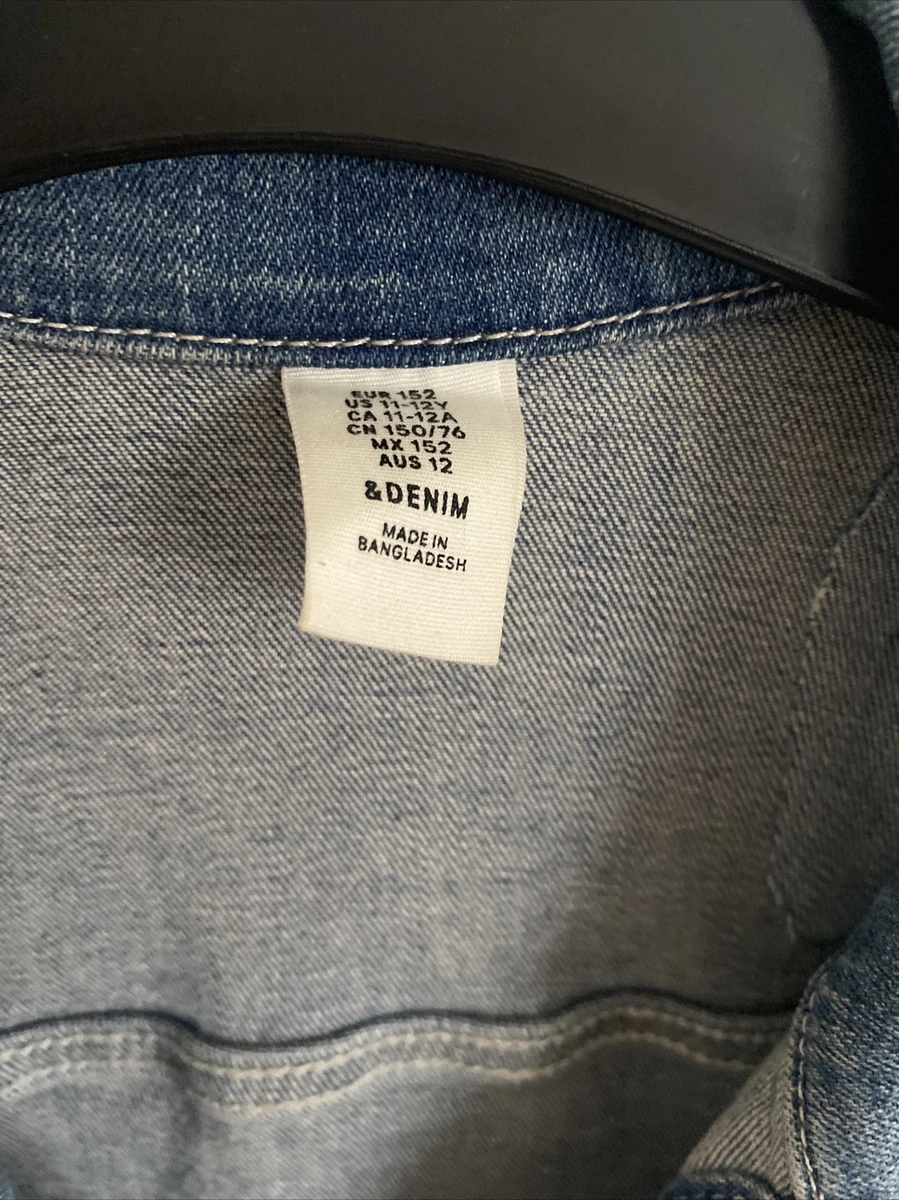 EUR 152
US 11-12Y
CA 11-12A
CN 150/76
MX 152
AUS 12
&DENIM
MADE IN
BANGLADESH